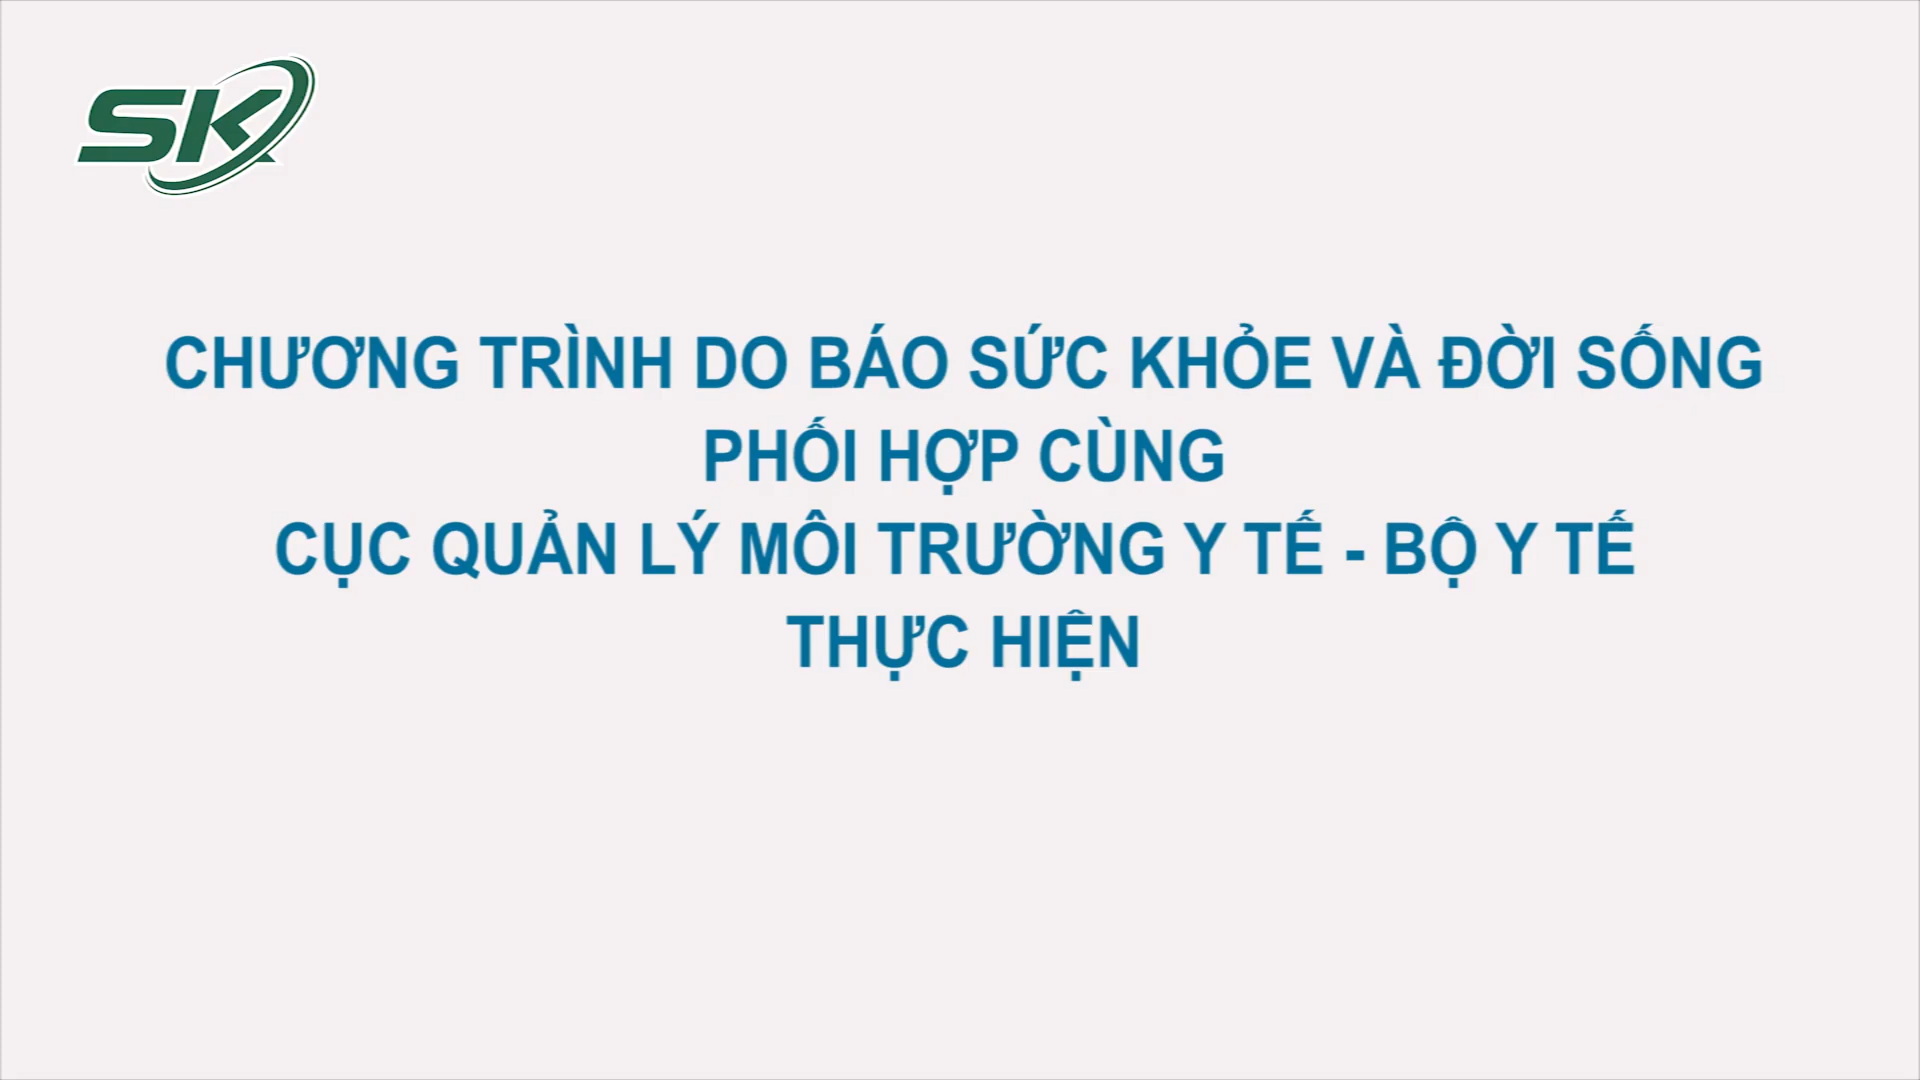 SK
CHƯƠNG TRÌNH DO BÁO SỨC KHỎE VÀ ĐỜI SỐNG
PHỐI HỢP CÙNG
CỤC QUẢN LÝ MÔI TRƯỜNG Y TẾ - BỘ Y TẾ
THỰC HIỆN